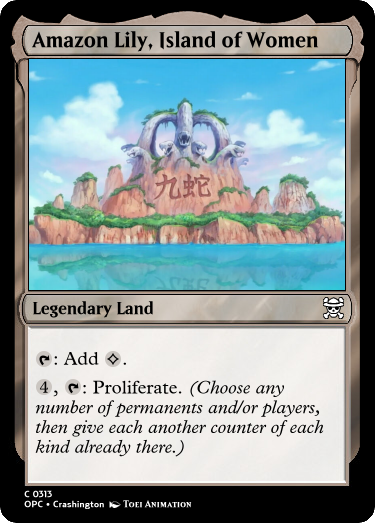 Amazon Lily, Island of Women
九蛇
Legendary Land
: Add .
4, : Proliferate. (Choose any
number of permanents and/or players,
then give each another counter of each
kind already there.)
C 0313
OPC • Crashington TOEI ANIMATION